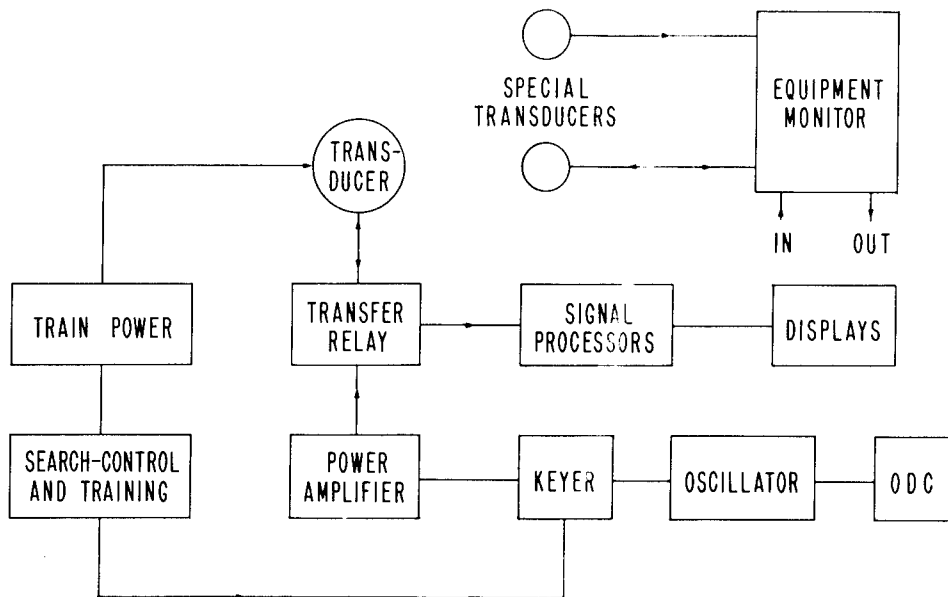 SPECIAL
TRANSDUCERS
EQUIPMENT
MONITOR
IN
OUT
TRANS-
DUCER
TRAIN POWER
TRANSFER
RELAY
SIGNAL
PROCESSORS
DISPLAYS
SEARCH-CONTROL
AND TRAINING
POWER
AMPLIFIER
KEYER
OSCILLATOR
ODC